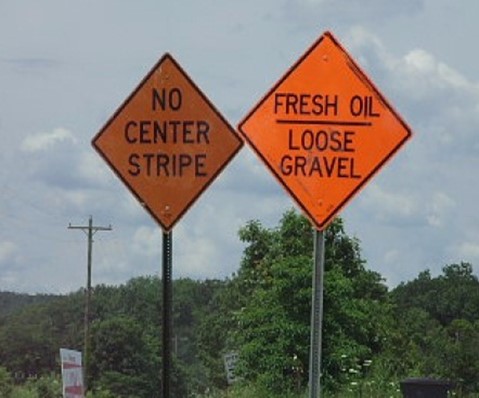 NO
CENTER
STRIPE
FRESH OIL
LOOSE
GRAVEL